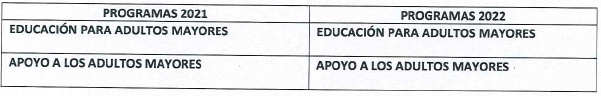 PROGRAMAS 2021 PROGRAMAS 2022
EDUCACIÓN PARA ADULTOS MAYORES EDUCACIÓN PARA ADULTOS MAYORES
APOYO A LOS ADULTOS MAYORES APOYO A LOS ADULTOS MAYORES